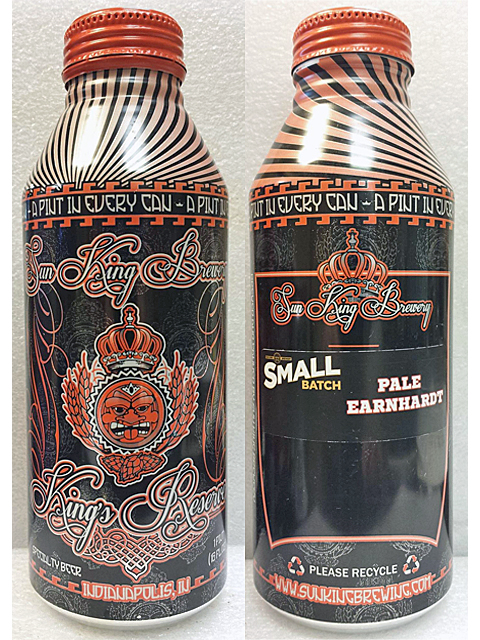 A PINT IN EVERY CAN - A PINT IN
Sun King Brewery
King's Reserve
SPECIALTY BEER
INDIANAPOLIS, IN
PINT IN EVERY CAN - A PINT IN EVERY
Sun King Brewery
SMALL
BATCH
PALE
EARNHARDT
PLEASE RECYCLE
WWW.SUNKINGBREWING.COM